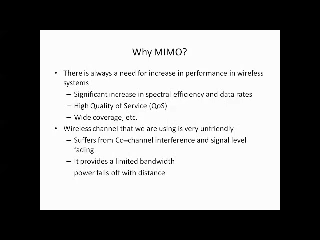 Why MIMO?
• There is always a need for increase in performance in wireless
systems
– Significant increase in spectral efficiency and data rates
– High Quality of Service (QoS)
– Wide coverage, etc.
• Wireless channel that we are using is very unfriendly
– Suffers from Co–channel interference and signal level
fading
– It provides a limited bandwidth
power falls off with distance